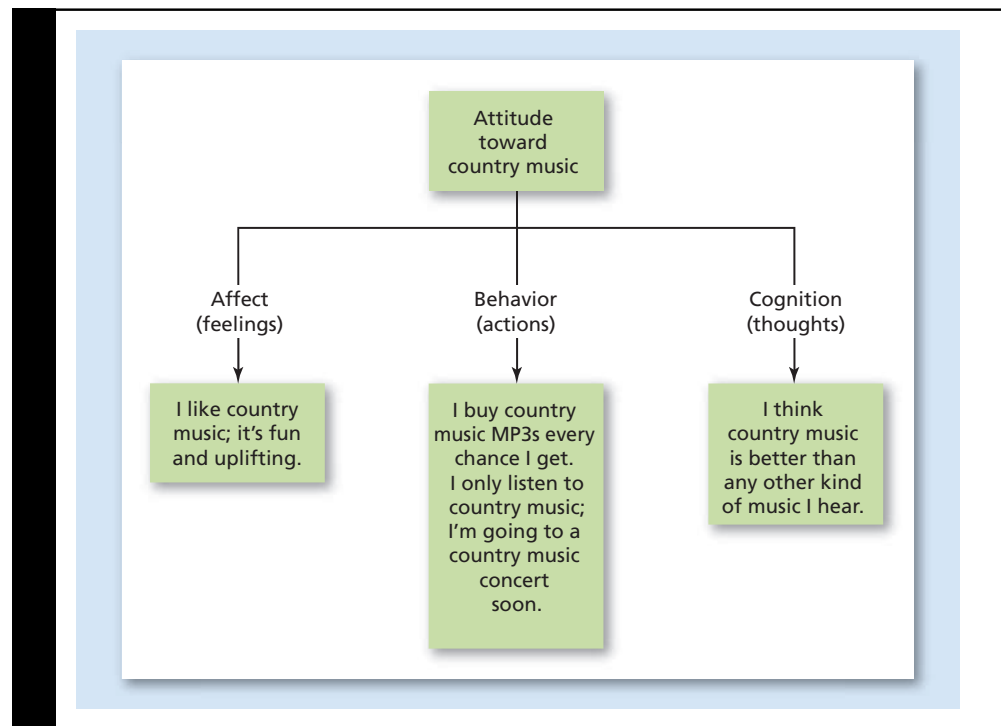 Attitude
toward
country music
Affect
(feelings)
Behavior
(actions)
Cognition
(thoughts)
I like country
music; it's fun
and uplifting.
I buy country
music MP3s every
chance I get.
I only listen to
country music;
I'm going to a
country music
concert
soon.
I think
country music
is better than
any other kind
of music I hear.